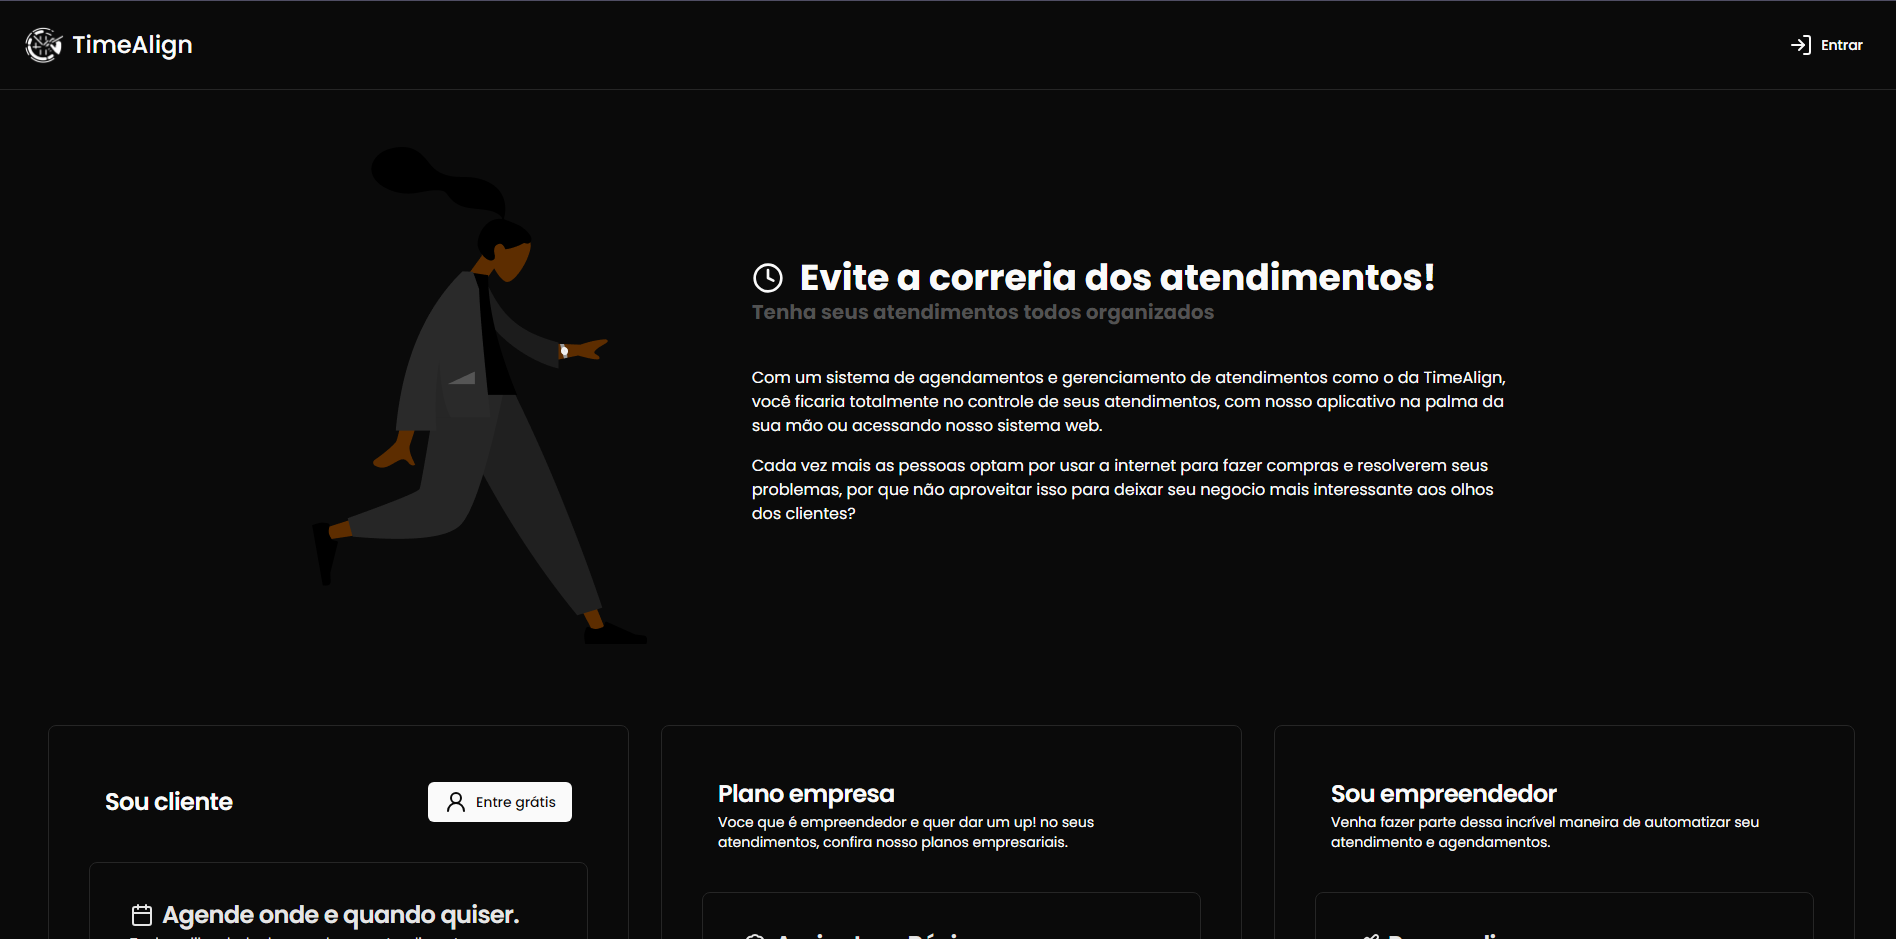 TimeAlign
Entrar
Evite a correria dos atendimentos!
Tenha seus atendimentos todos organizados
Com um sistema de agendamentos e gerenciamento de atendimentos como o da TimeAlign,
você ficaria totalmente no controle de seus atendimentos, com nosso aplicativo na palma da
sua mão ou acessando nosso sistema web.
Cada vez mais as pessoas optam por usar a internet para fazer compras e resolverem seus
problemas, por que não aproveitar isso para deixar seu negocio mais interessante aos olhos
dos clientes?
Sou cliente
Entre grátis
Agende onde e quando quiser.
Plano empresa
Voce que é empreendedor e quer dar um up! no seus
atendimentos, confira nosso planos empresariais.
Sou empreendedor
Venha fazer parte dessa incrível maneira de automatizar seu
atendimento e agendamentos.